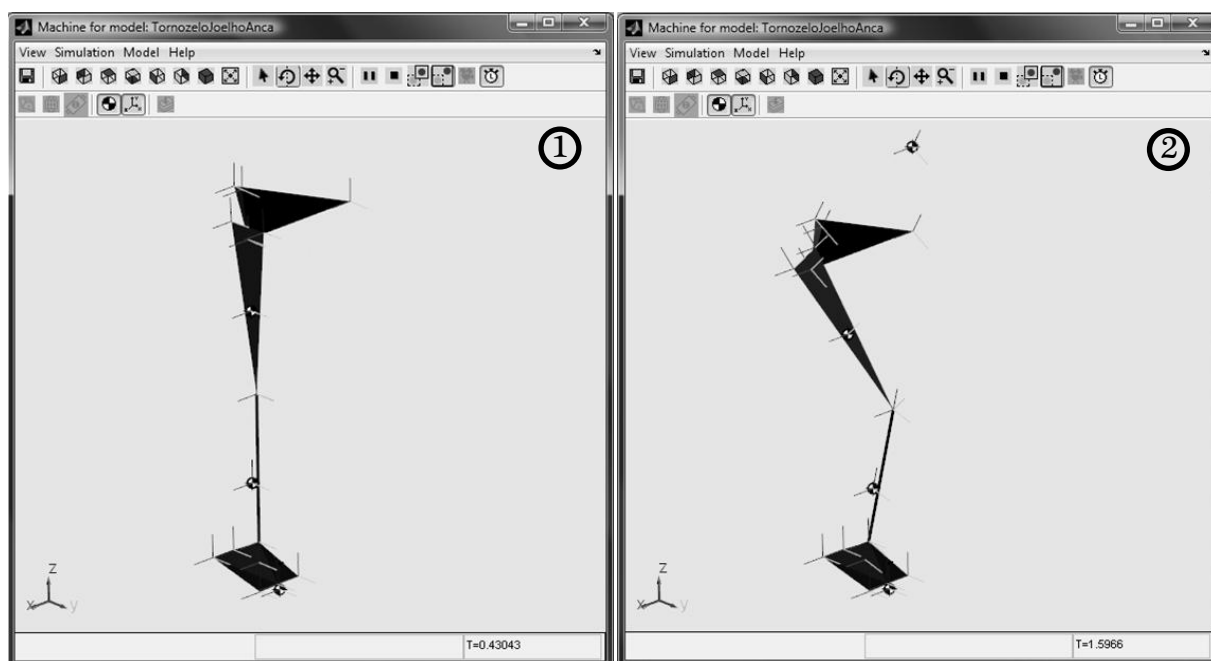 Machine for model: TornozeloJoelhoAnca
View Simulation Model Help
1
z
x y
T=0.43043
Machine for model: TornozeloJoelhoAnca
View Simulation Model Help
2
z
x y
T=1.5966